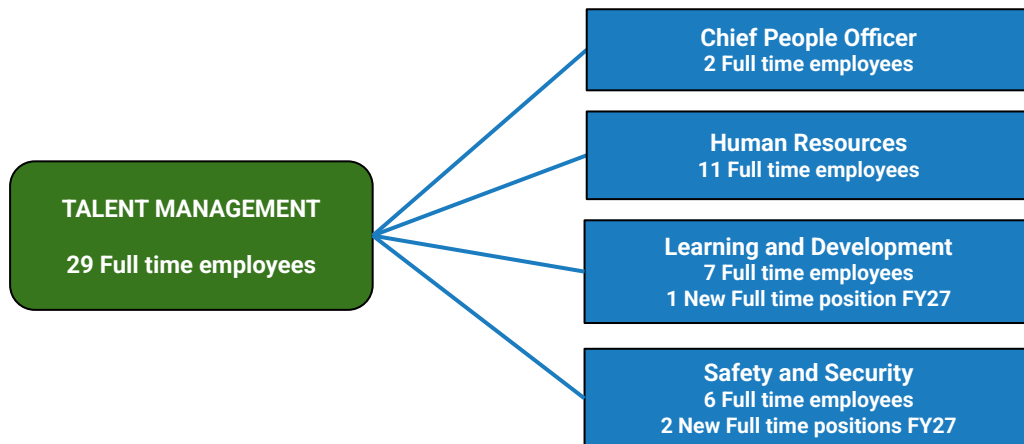 TALENT MANAGEMENT
29 Full time employees
Chief People Officer
2 Full time employees
Human Resources
11 Full time employees
Learning and Development
7 Full time employees
1 New Full time position FY27
Safety and Security
6 Full time employees
2 New Full time positions FY27